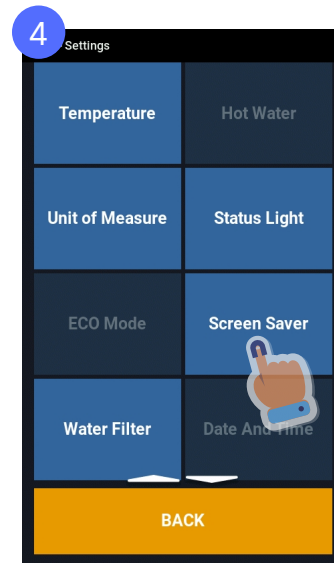 4
Settings
Temperature
Hot Water
Unit of Measure
Status Light
ECO Mode
Screen Saver
Water Filter
Date And Time
BACK